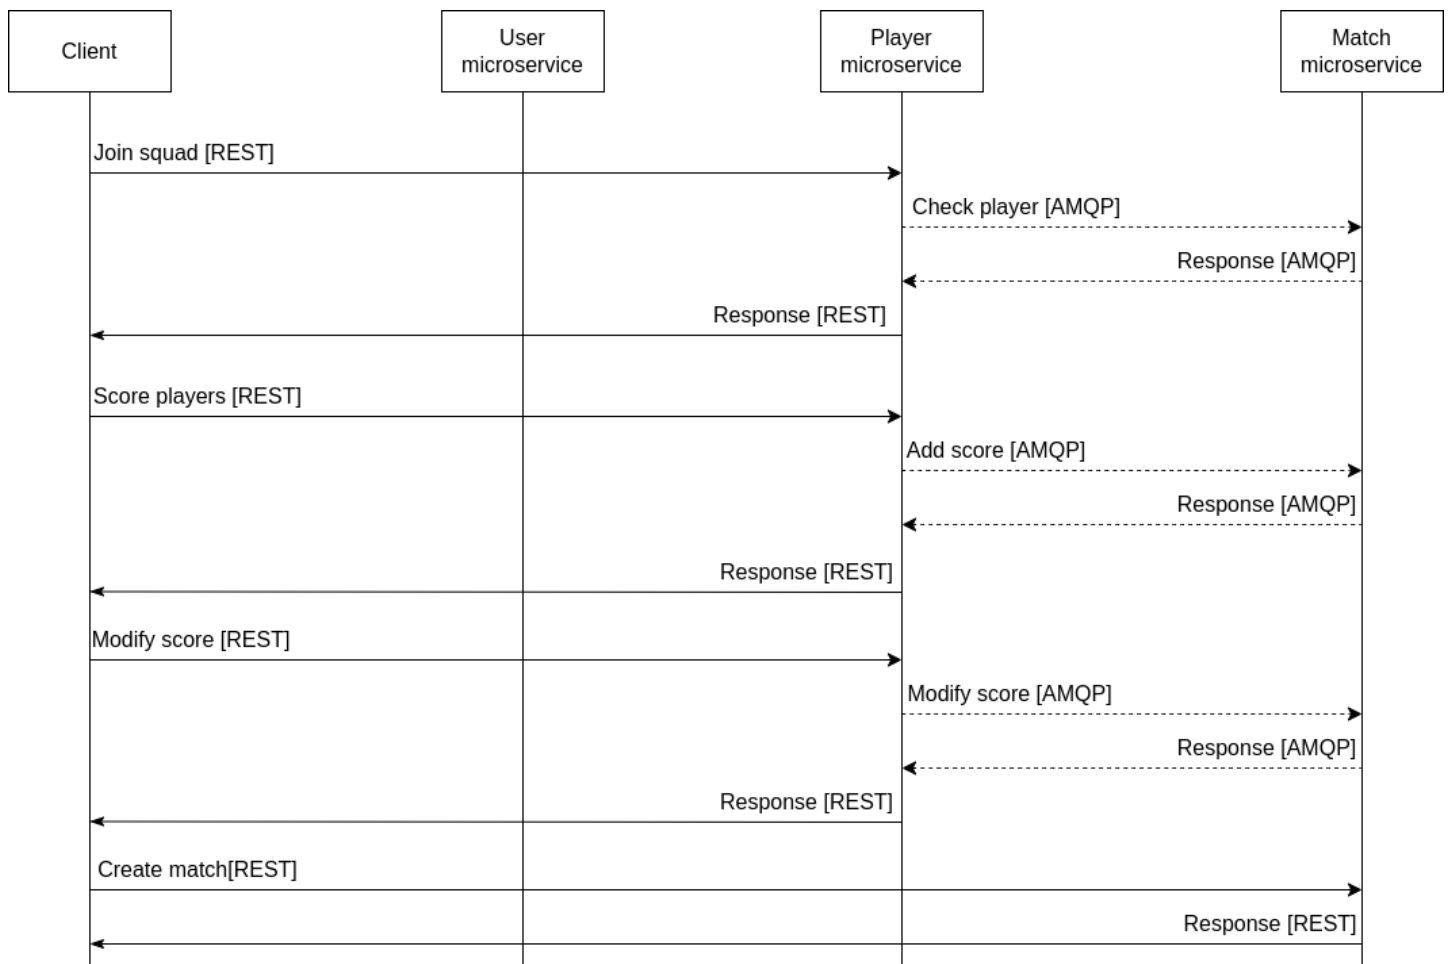 Client
User
microservice
Player
microservice
Match
microservice
Join squad [REST]
Check player [AMQP]
Response [AMQP]
Response [REST]
Score players [REST]
Add score [AMQP]
Response [AMQP]
Response [REST]
Modify score [REST]
Modify score [AMQP]
Response [AMQP]
Response [REST]
Create match[REST]
Response [REST]